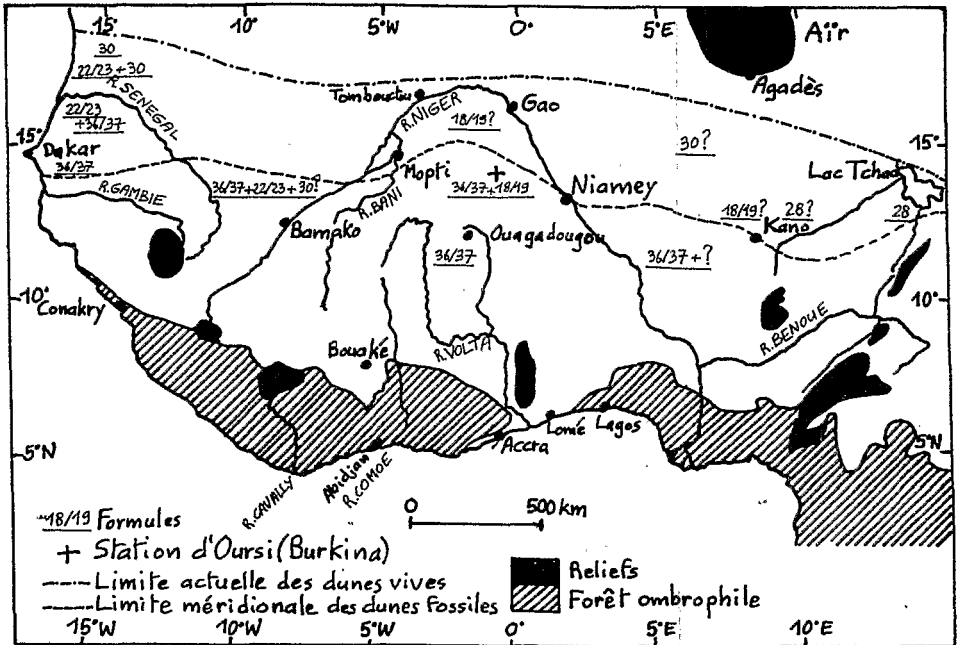 15° 10° 5°W 0° 5°E
30
22/23+30
R.SENEGAL
22/23
+36/37
Aïr
Agadès
Tombouctou
R.NIGER
Gao
18/19?
15°
Dakar
36/37
30?
15°
Lac Tchad
R.GAMBIE
36/37+22/23+30?
Mopti
R.BANI
36/37+18/19
Niamey
18/19?
28?
28
Kano
Bamako
Ouagadougou
36/37
36/37+?
10°
10°
Conakry
Bouaké
R.VOLTA
R.BENOUE
5°N
Abidjan
Accra
Lomé
Lagos
5°N
R.CAVALLY
R.COMOE
0 500km
18/19 Formules
+ Station d'Oursi (Burkina)
Limite actuelle des dunes vives
Limite méridionale des dunes fossiles
Reliefs
Forêt ombrophile
15°W 10°W 5°W 0° 5°E 10°E